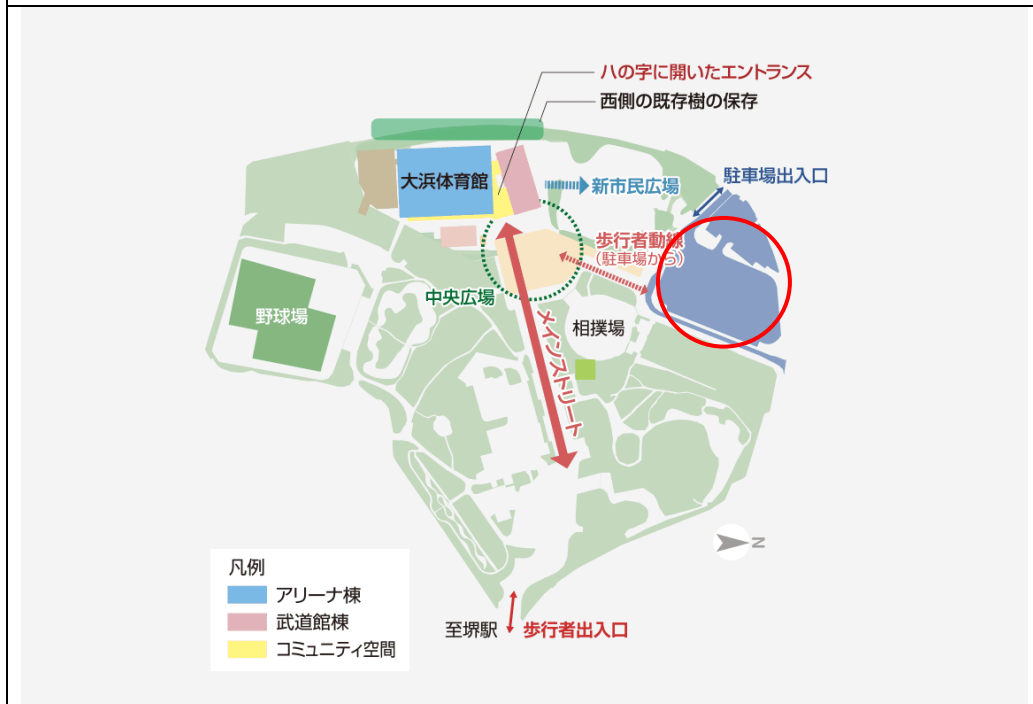 ハの字に開いたエントランス
西側の既存樹の保存
大浜体育館
新市民広場
駐車場出入口
歩行者動線
(駐車場から)
中央広場
野球場
相撲場
メインストリート
N
凡例
アリーナ棟
武道館棟
コミュニティ空間
至堺駅
歩行者出入口